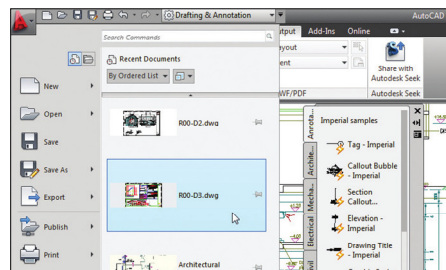 Drafting & Annotation
AutoCAD
Search Commands
Output
Add-Ins
Online
Recent Documents
By Ordered List
New
Open
Save
Save As
Export
Publish
Print
R00-D2.dwg
R00-D3.dwg
Architectural
Share with
Autodesk Seek
Autodesk Seek
WF/PDF
Annota...
Archite...
Mecha...
Electrical
Imperial samples
Tag - Imperial
Callout Bubble
- Imperial
Section
Callout...
Elevation -
Imperial
Drawing Title
- Imperial